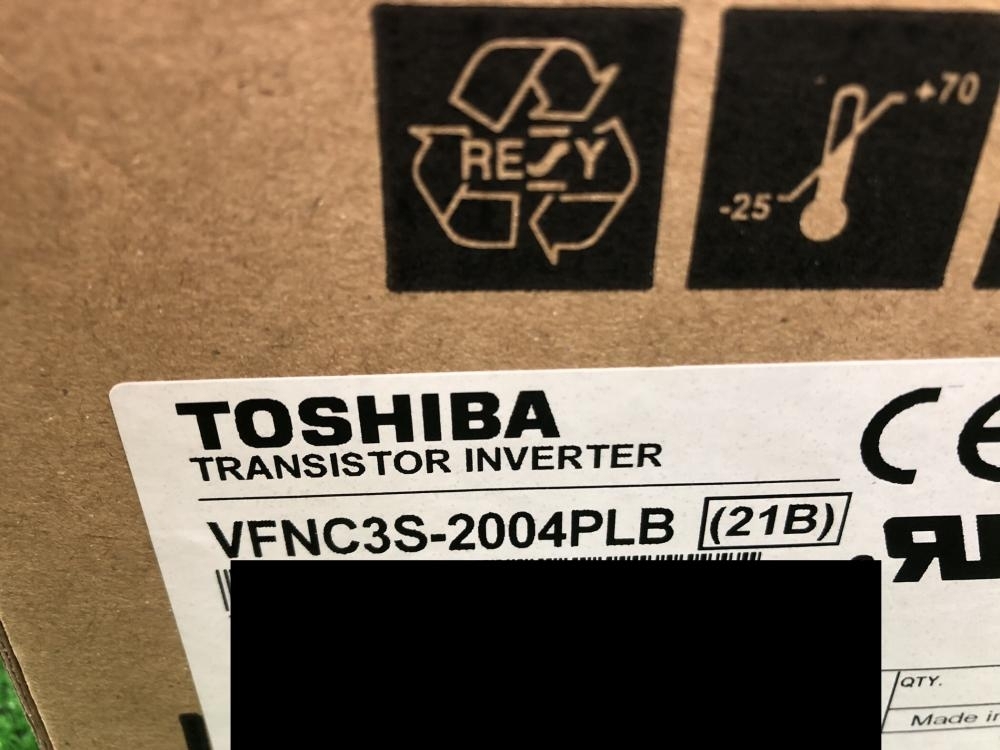 RESY
+70
-25
TOSHIBA
TRANSISTOR INVERTER
CE
VFNC3S-2004PLB (21B)
QTY.
Made in